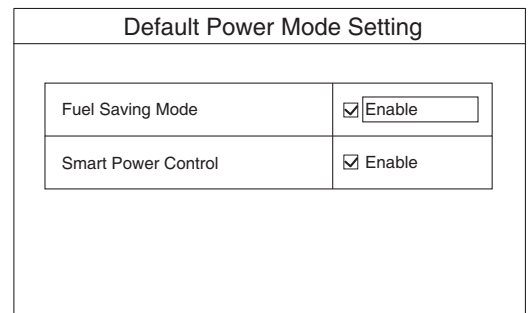 Default Power Mode Setting
Fuel Saving Mode
Enable
Smart Power Control
Enable